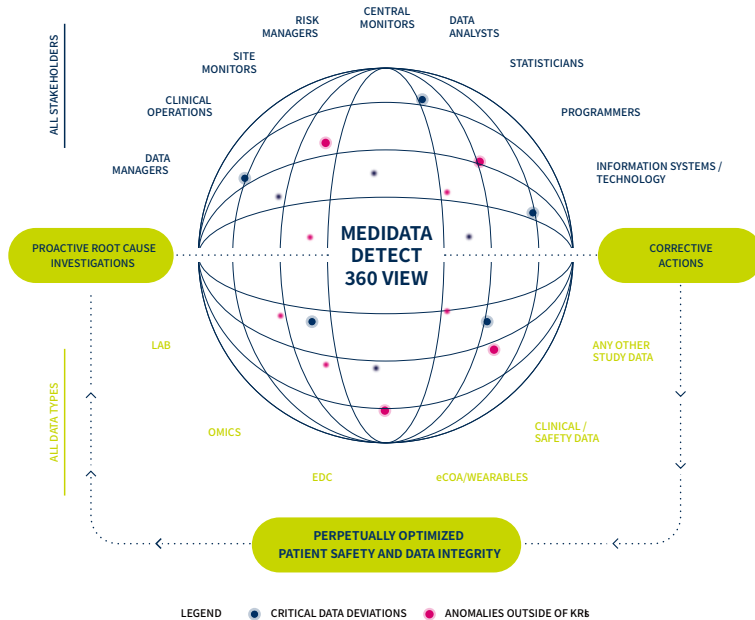 ALL STAKEHOLDERS
DATA
MANAGERS
CLINICAL
OPERATIONS
SITE
MONITORS
RISK
MANAGERS
CENTRAL
MONITORS
DATA
ANALYSTS
STATISTICIANS
PROGRAMMERS
INFORMATION SYSTEMS /
TECHNOLOGY
PROACTIVE ROOT CAUSE
INVESTIGATIONS
MEDIDATA
DETECT
360 VIEW
CORRECTIVE
ACTIONS
ALL DATA TYPES
LAB
OMICS
EDC
eCOA/WEARABLES
CLINICAL /
SAFETY DATA
ANY OTHER
STUDY DATA
PERPETUALLY OPTIMIZED
PATIENT SAFETY AND DATA INTEGRITY
LEGEND
CRITICAL DATA DEVIATIONS
ANOMALIES OUTSIDE OF KRIs